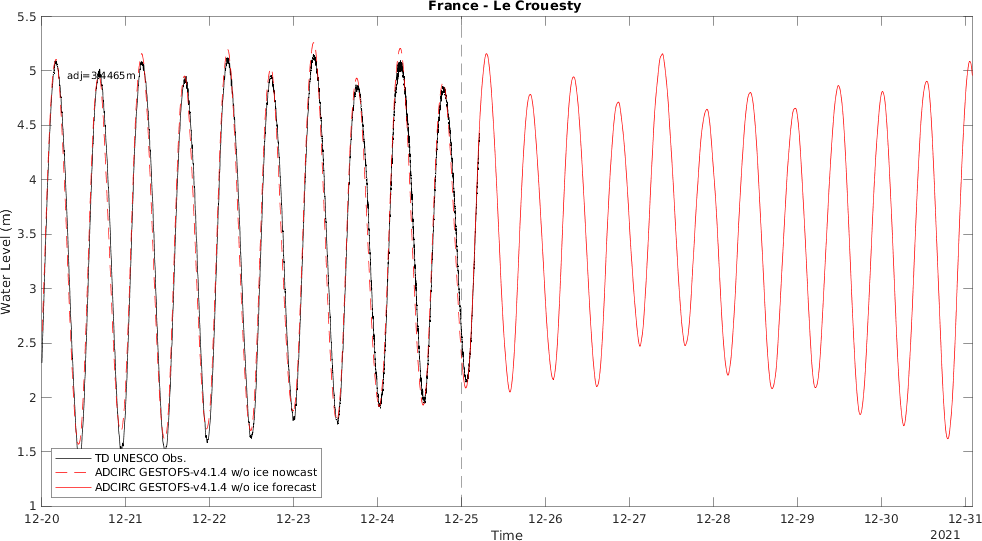 France - Le Crouesty
5.5
5
4.5
4
3.5
3
2.5
2
1.5
1
Water Level (m)
adj=3.4465m
TD UNESCO Obs.
ADCIRC GESTOFS-v4.1.4 w/o ice nowcast
ADCIRC GESTOFS-v4.1.4 w/o ice forecast
12-20 12-21 12-22 12-23 12-24 12-25 12-26 12-27 12-28 12-29 12-30 12-31
Time
2021